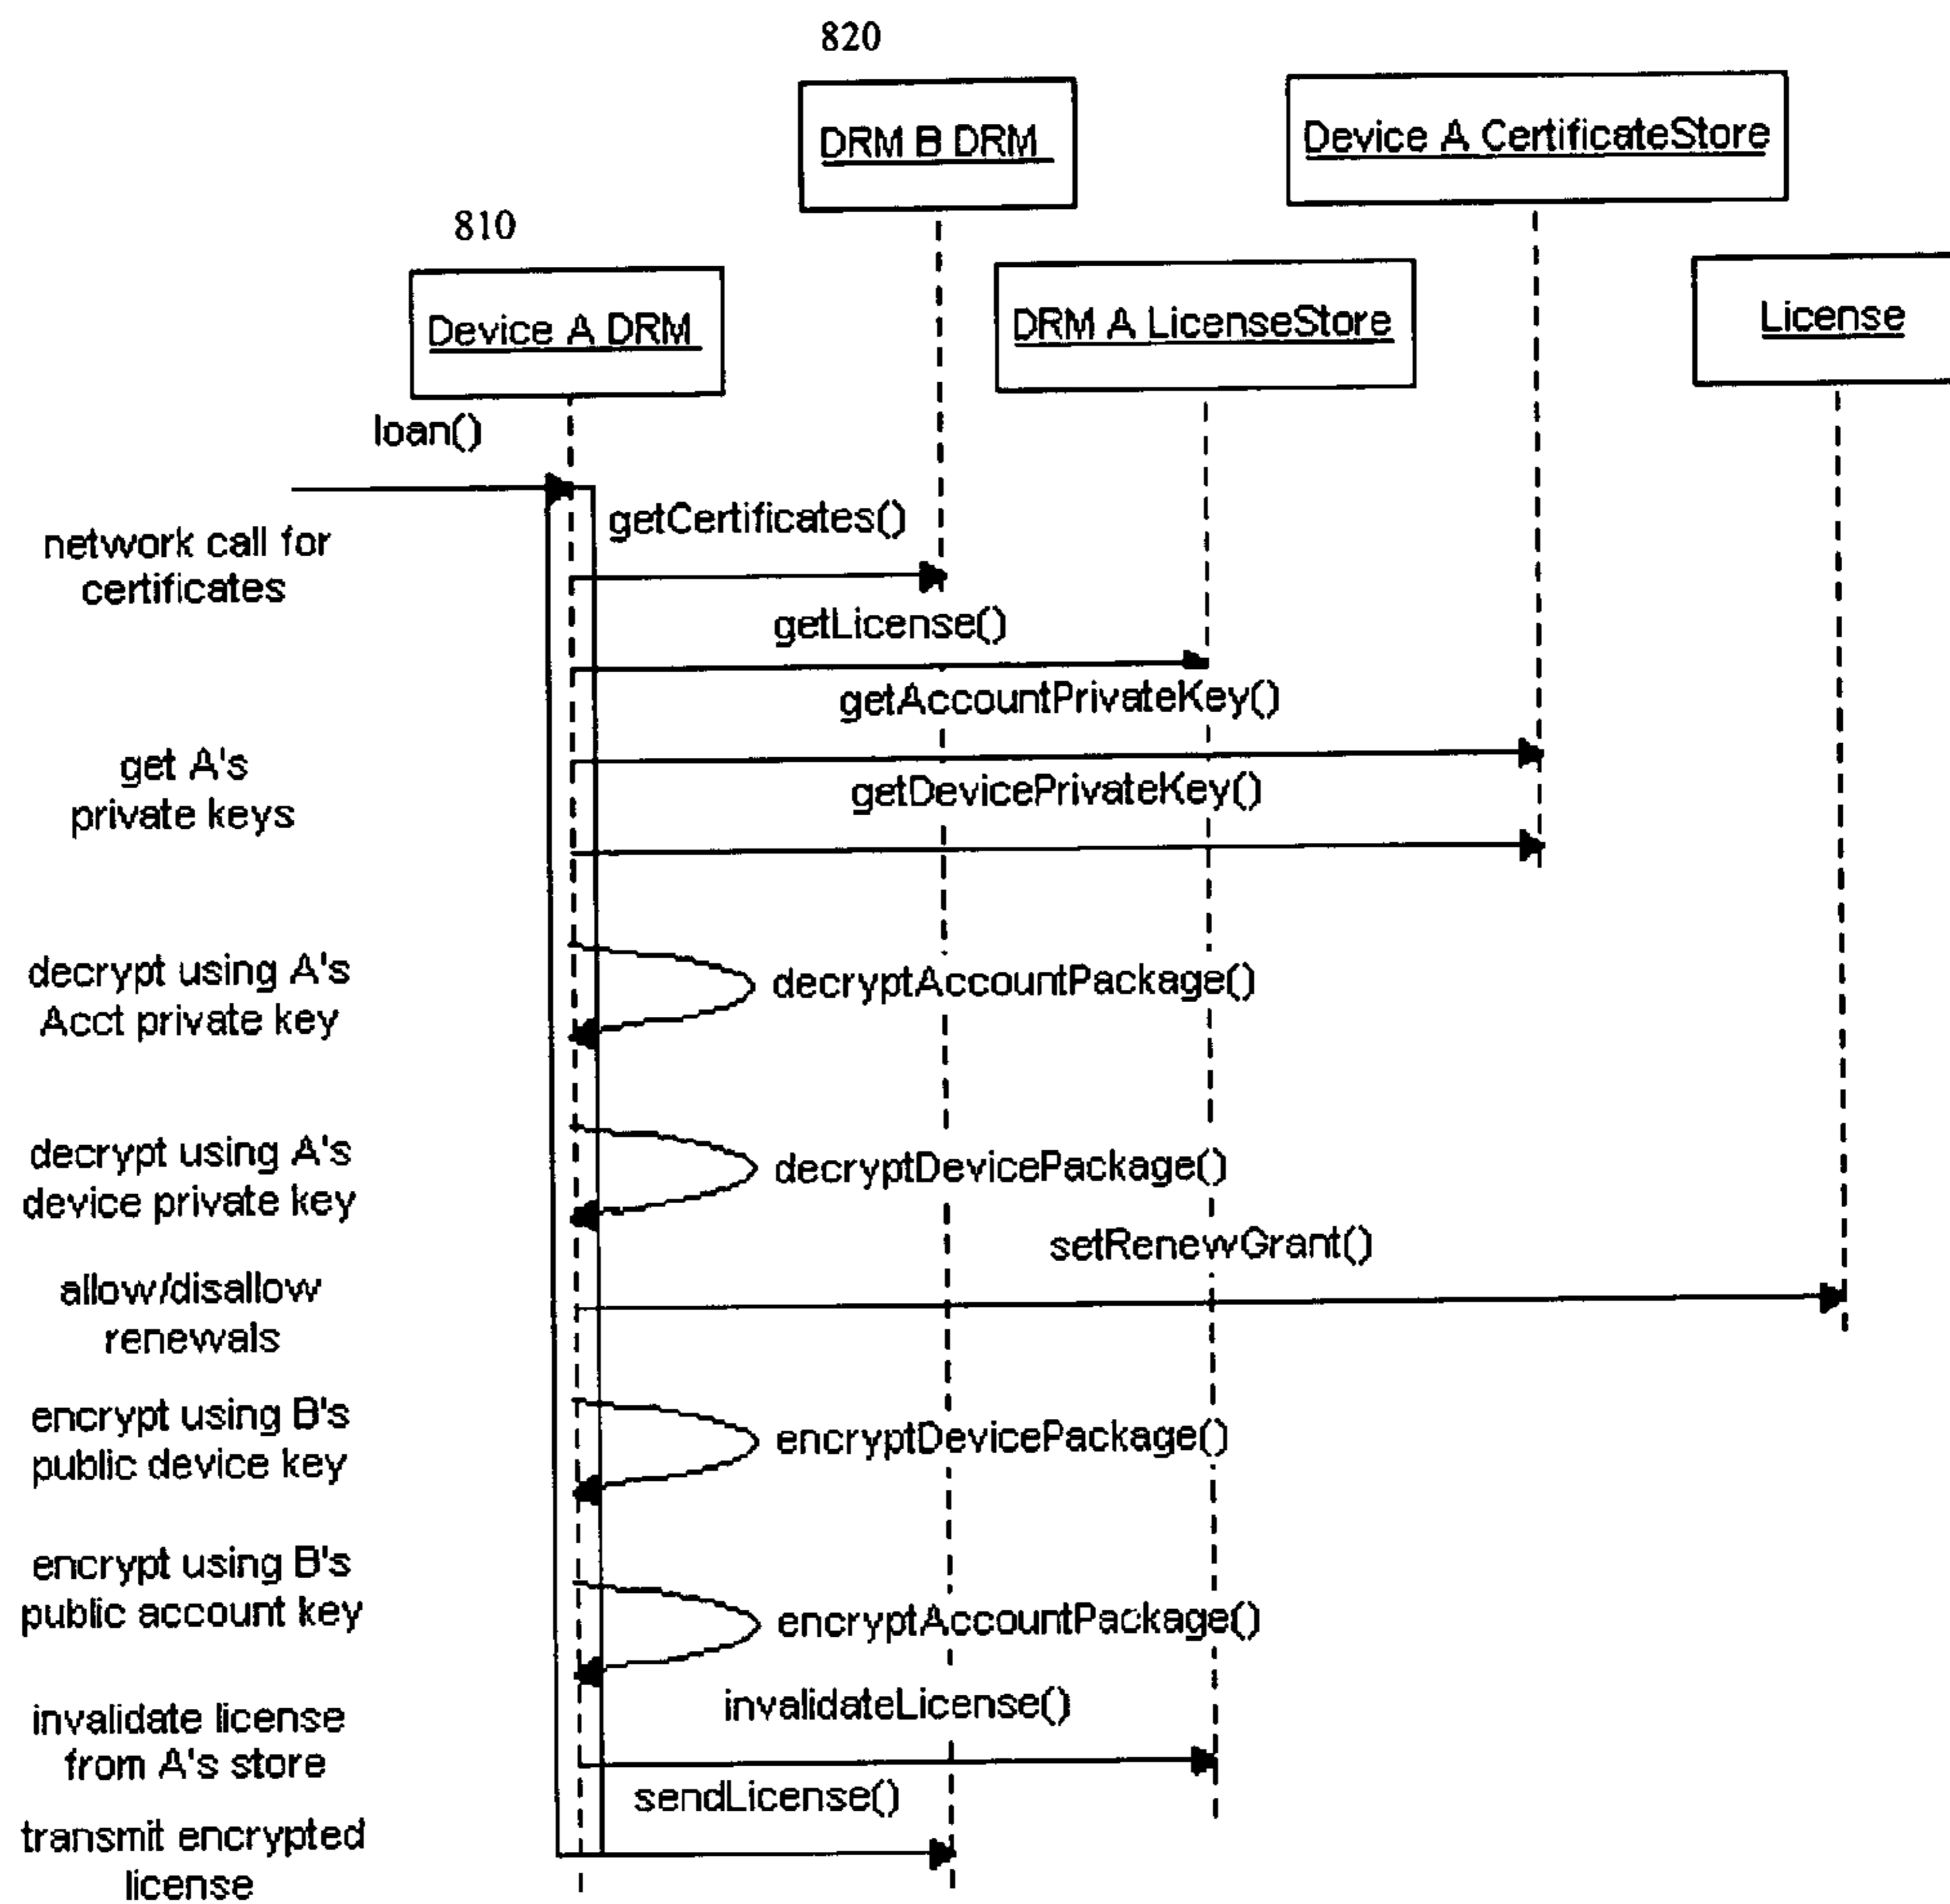 820
DRM B DRM
Device A CertificateStore
810
Device A DRM
DRM A LicenseStore
License
loan()
network call for
certificates
getCertificates()
getLicense()
getAccountPrivateKey()
get A's
private keys
getDevicePrivateKey()
decrypt using A's
Acct private key
decryptAccountPackage()
decrypt using A's
device private key
decryptDevicePackage()
setRenewGrant()
allow/disallow
renewals
encrypt using B's
public device key
encryptDevicePackage()
encrypt using B's
public account key
encryptAccountPackage()
invalidate license
from A's store
invalidateLicense()
sendLicense()
transmit encrypted
license